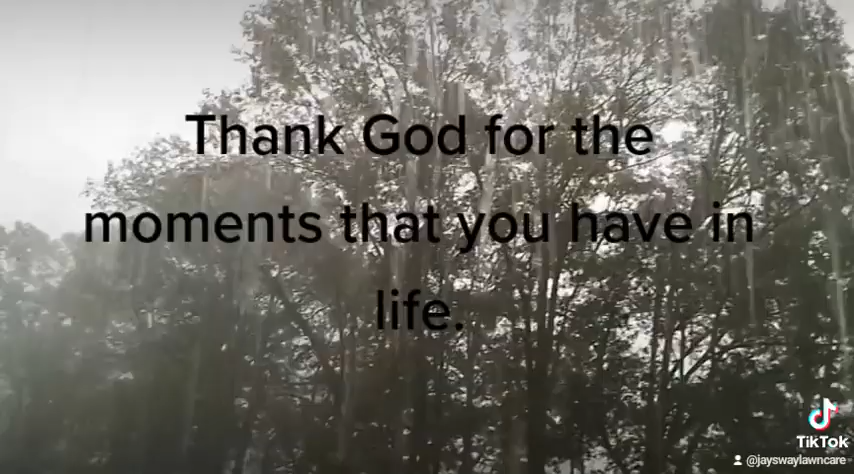 Thank God for the
moments that you have in
life.
TikTok
@jayswaylawncare